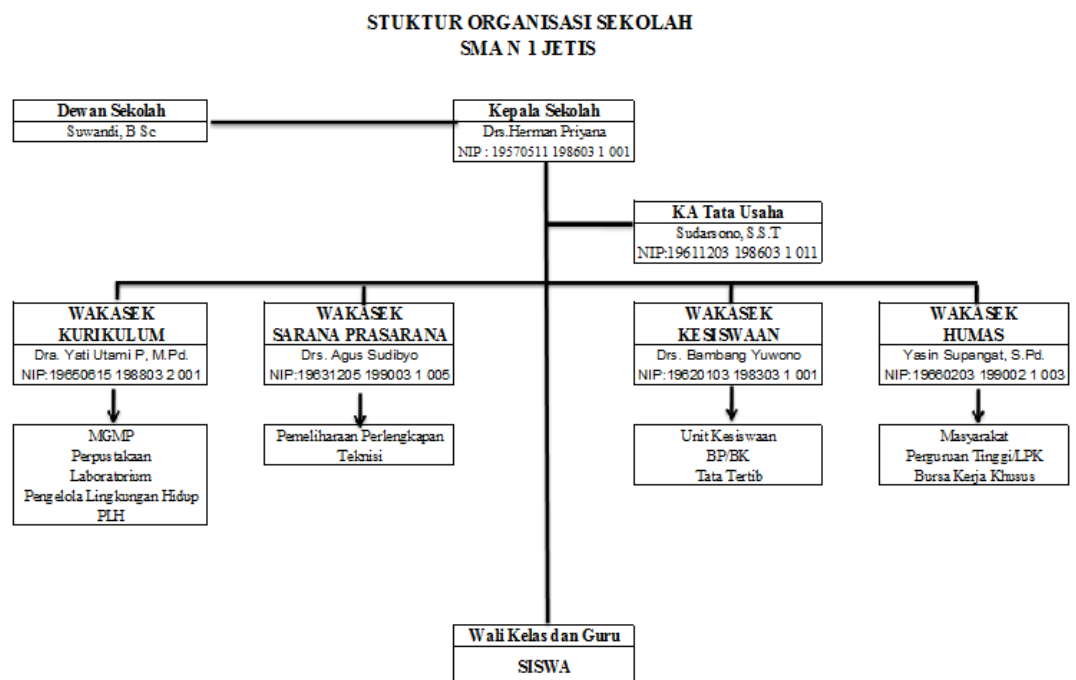 STUKTUR ORGANISASI SEKOLAH
SMA N 1 JETIS
Dewan Sekolah
Suwandi, B Sc
Kepala Sekolah
Drs.Herman Priyana
NIP : 19570511 198603 1 001
KA Tata Usaha
Sudarsono, S.S.T
NIP:19611203 198603 1 011
WAKASEK
KURIKULUM
Dra. Yati Utami P, M.Pd.
NIP:19650615 198803 2 001
WAKASEK
SARANA PRASARANA
Drs. Agus Sudibyo
NIP:19631205 199003 1 005
WAKASEK
KESISWAAN
Drs. Bambang Yuwono
NIP:19620103 198303 1 001
WAKASEK
HUMAS
Yasin Supangat, S.Pd.
NIP:19660203 199002 1 003
MGMP
Perpustakaan
Laboratorium
Pengelola Lingkungan Hidup
PLH
Pemeliharaan Perlengkapan
Teknisi
Unit Kesiswaan
BP/BK
Tata Tertib
Masyarakat
Perguruan Tinggi/LPK
Bursa Kerja Khusus
Wali Kelas dan Guru
SISWA